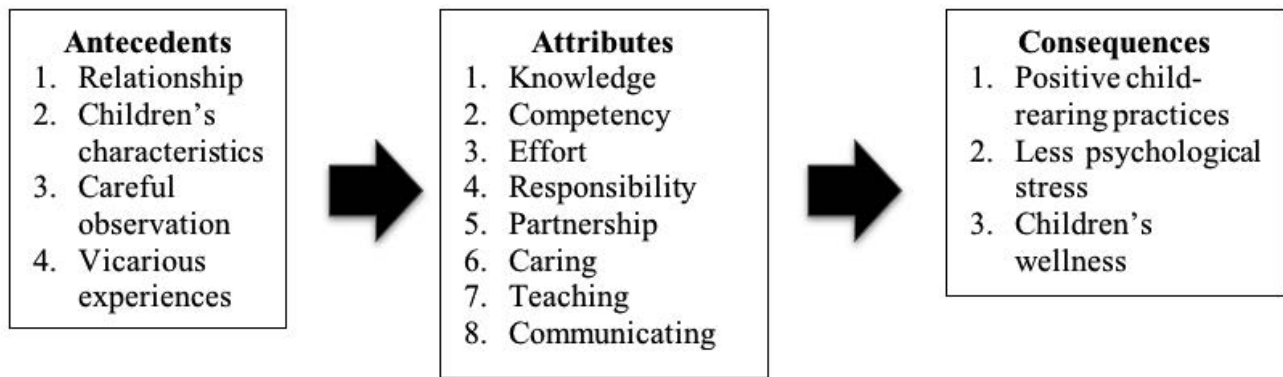 Antecedents
1. Relationship
2. Children’s
characteristics
3. Careful
observation
4. Vicarious
experiences
Attributes
1. Knowledge
2. Competency
3. Effort
4. Responsibility
5. Partnership
6. Caring
7. Teaching
8. Communicating
Consequences
1. Positive child-
rearing practices
2. Less psychological
stress
3. Children’s
wellness